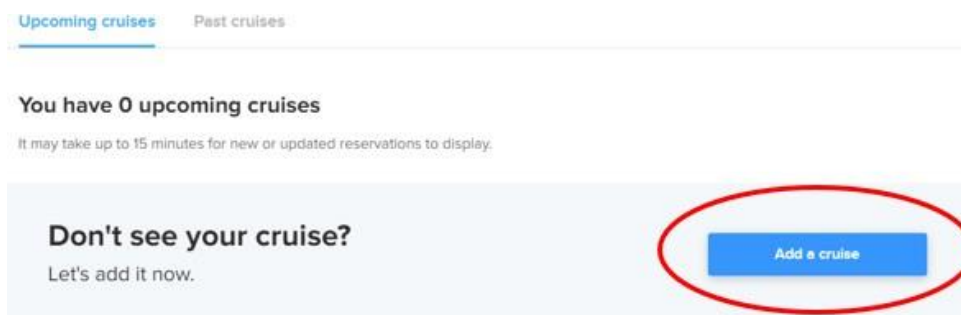 Upcoming cruises Past cruises
You have 0 upcoming cruises
It may take up to 15 minutes for new or updated reservations to display.
Don't see your cruise?
Let's add it now.
Add a cruise